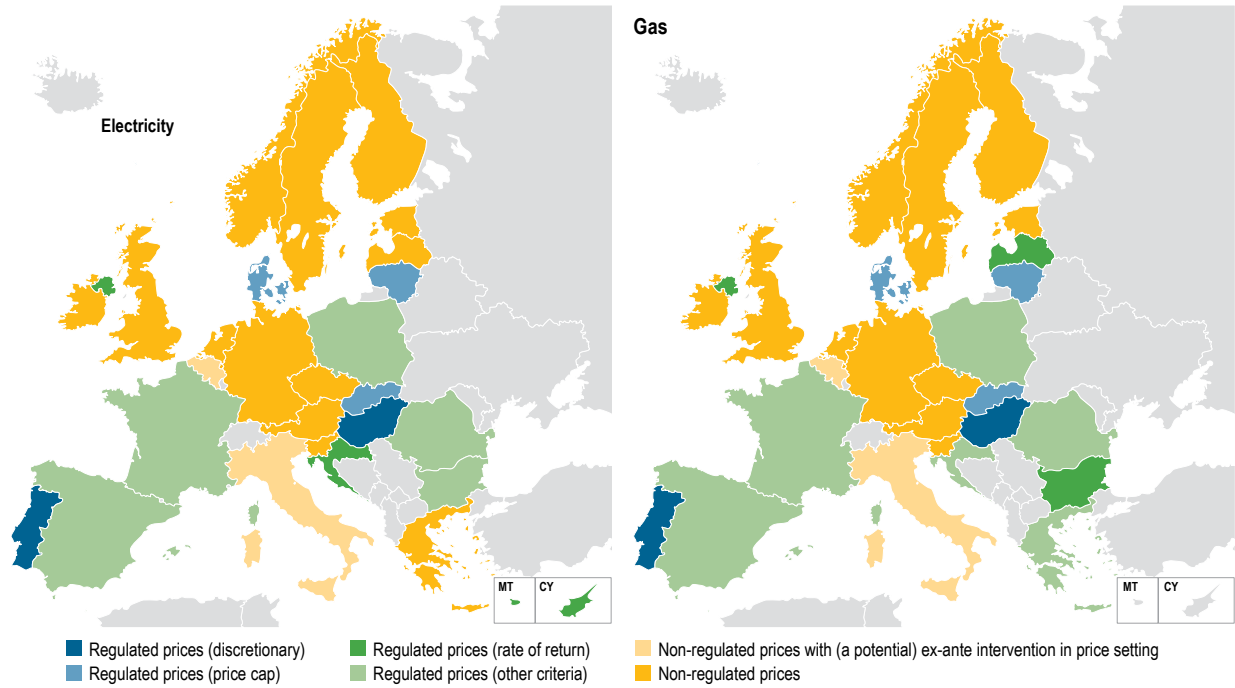 Electricity
Gas
MT
CY
MT
CY
Regulated prices (discretionary)
Regulated prices (rate of return)
Non-regulated prices with (a potential) ex-ante intervention in price setting
Regulated prices (price cap)
Regulated prices (other criteria)
Non-regulated prices